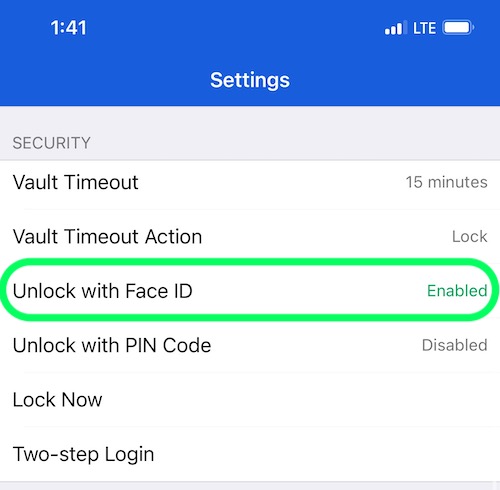 1:41 LTE
Settings
SECURITY
Vault Timeout 15 minutes
Vault Timeout Action Lock
Unlock with Face ID Enabled
Unlock with PIN Code Disabled
Lock Now
Two-step Login